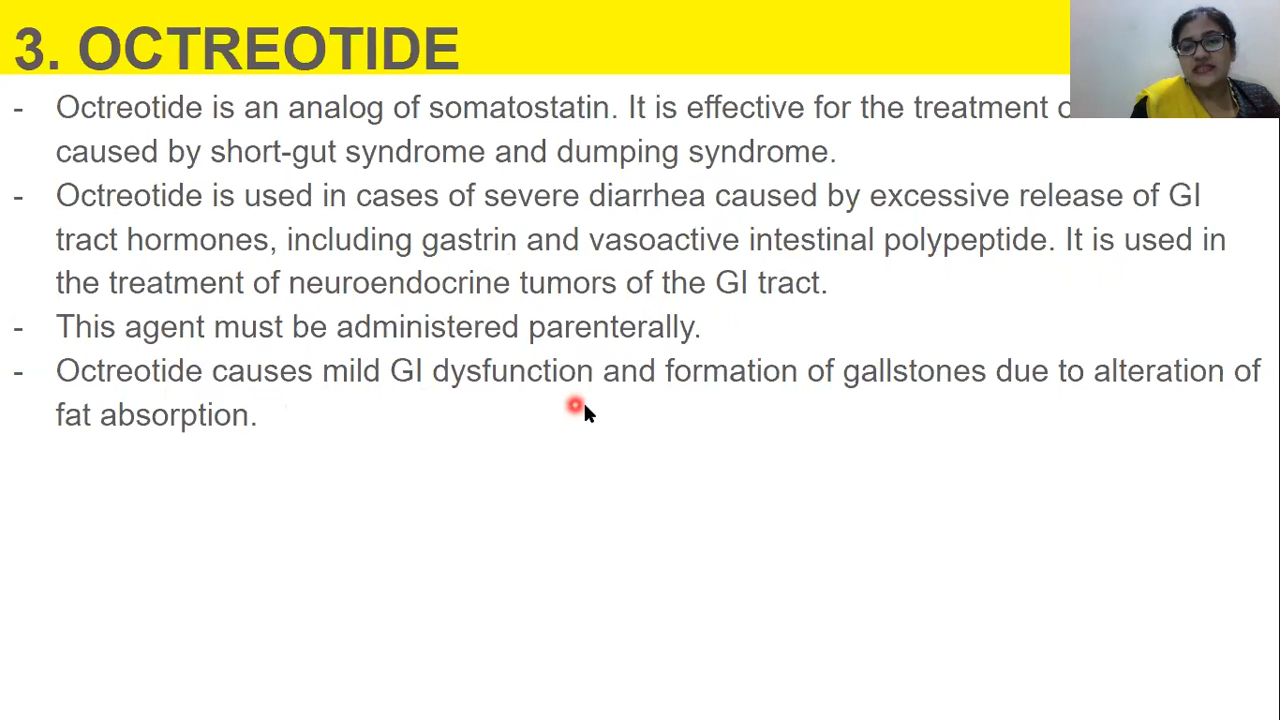 3. OCTREOTIDE
- Octreotide is an analog of somatostatin. It is effective for the treatment
caused by short-gut syndrome and dumping syndrome.
- Octreotide is used in cases of severe diarrhea caused by excessive release of GI
tract hormones, including gastrin and vasoactive intestinal polypeptide. It is used in
the treatment of neuroendocrine tumors of the GI tract.
- This agent must be administered parenterally.
- Octreotide causes mild GI dysfunction and formation of gallstones due to alteration of
fat absorption.